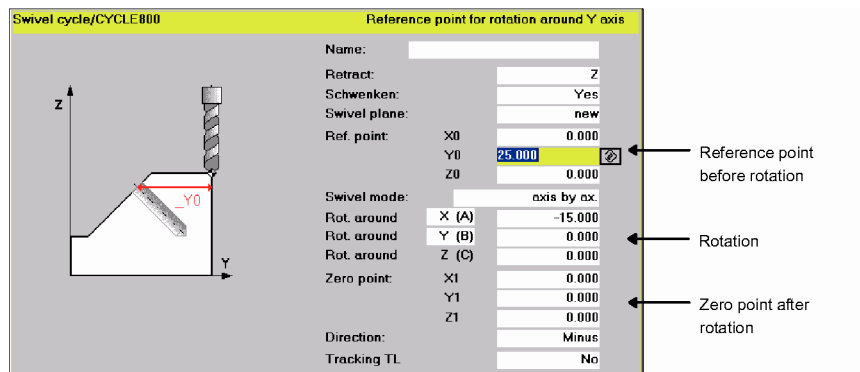 Swivel cycle/CYCLE800 Reference point for rotation around Y axis
Name:
Retract: Z
Schwenken: Yes
Swivel plane: new
Ref. point: X0 0.000
Y0 25.000
Z0 0.000
Reference point
before rotation
Swivel mode: axis by ax.
Rot. around X (A) -15.000
Rot. around Y (B) 0.000
Rot. around Z (C) 0.000
Rotation
Zero point: X1 0.000
Y1 0.000
Z1 0.000
Zero point after
rotation
Direction: Minus
Tracking TL No
Z
_Y0
Y